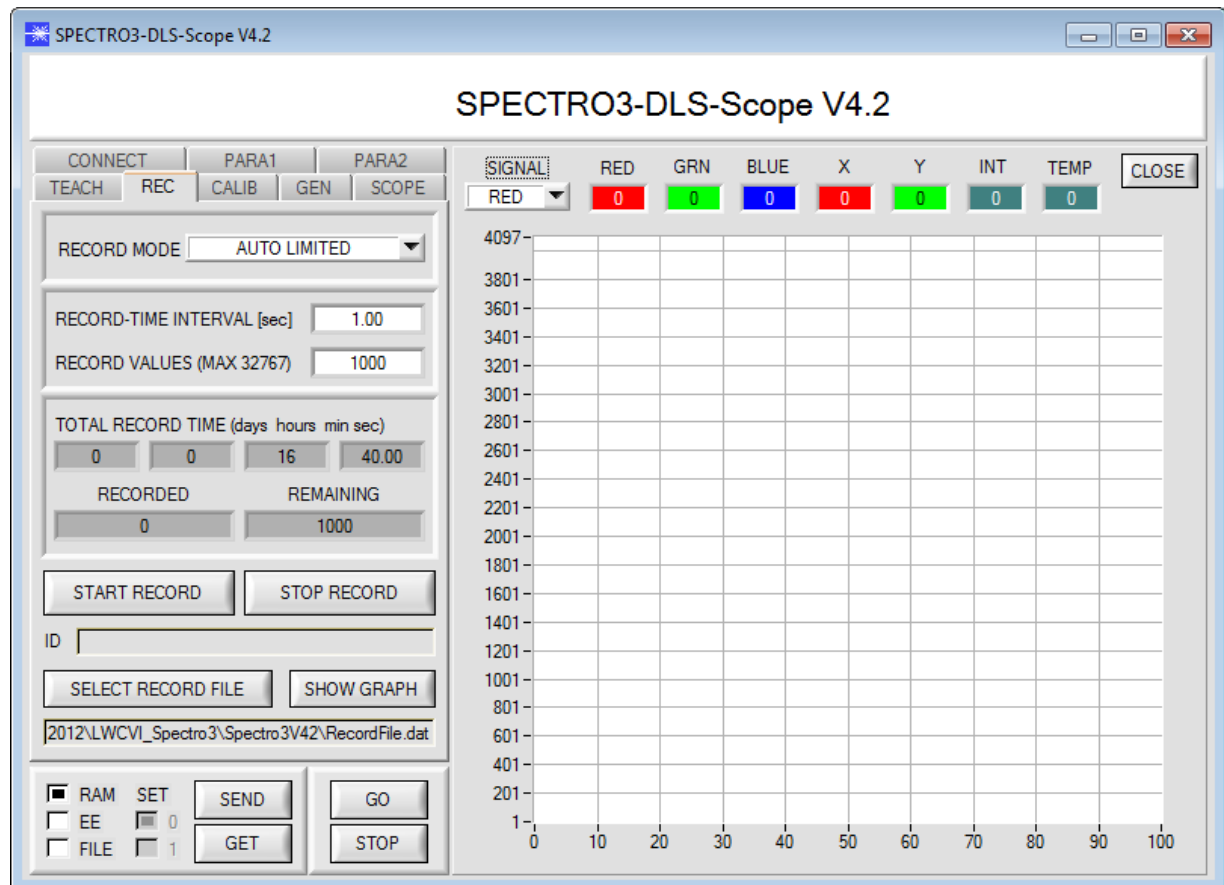 SPECTRO3-DLS-Scope V4.2
SPECTRO3-DLS-Scope V4.2
CONNECT PARA1 PARA2
TEACH REC CALIB GEN SCOPE
RECORD MODE AUTO LIMITED
RECORD-TIME INTERVAL [sec] 1.00
RECORD VALUES (MAX 32767) 1000
TOTAL RECORD TIME (days hours min sec)
0 0 16 40.00
RECORDED REMAINING
0 1000
START RECORD STOP RECORD
ID
SELECT RECORD FILE SHOW GRAPH
2012\LWCVI_Spectro3\Spectro3V42\RecordFile.dat
RAM SET SEND GO
EE 0
FILE 1 GET STOP
SIGNAL RED GRN BLUE X Y INT TEMP CLOSE
RED 0 0 0 0 0 0 0
4097
3801
3601
3401
3201
3001
2801
2601
2401
2201
2001
1801
1601
1401
1201
1001
801
601
401
201
1
0 10 20 30 40 50 60 70 80 90 100